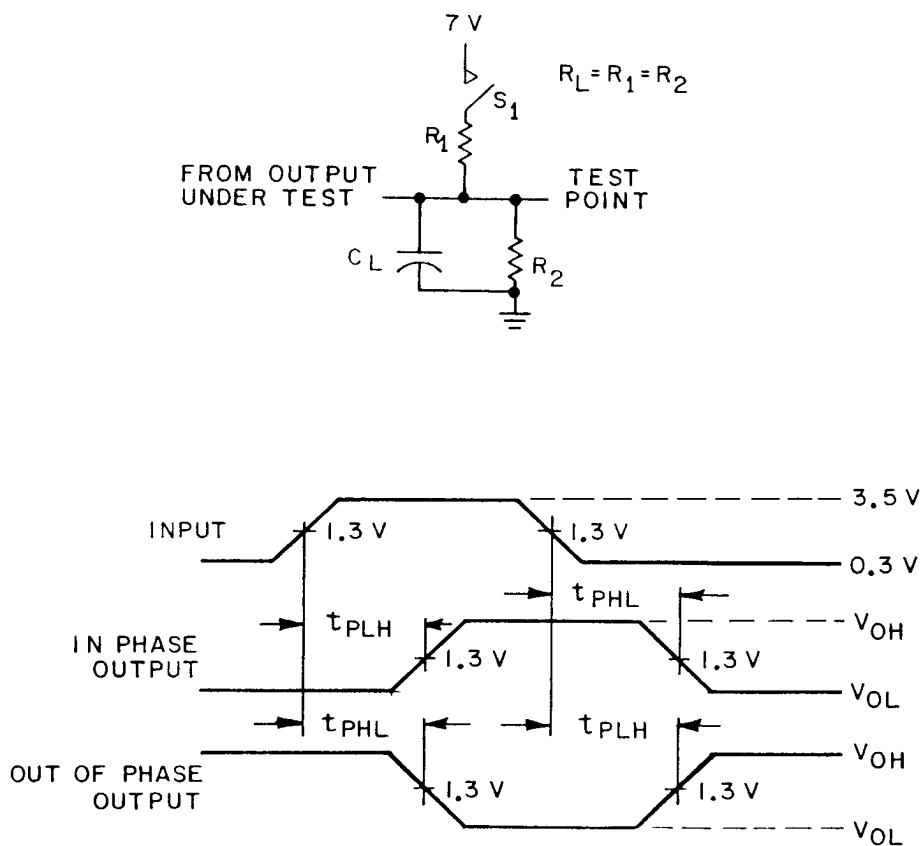 7 V
R_L = R_1 = R_2
S_1
R_1
FROM OUTPUT
UNDER TEST
TEST
POINT
C_L
R_2
3.5 V
INPUT
1.3 V
1.3 V
0.3 V
t_PHL
t_PLH
V_OH
IN PHASE
OUTPUT
1.3 V
1.3 V
V_OL
t_PHL
t_PLH
V_OH
OUT OF PHASE
OUTPUT
1.3 V
1.3 V
V_OL